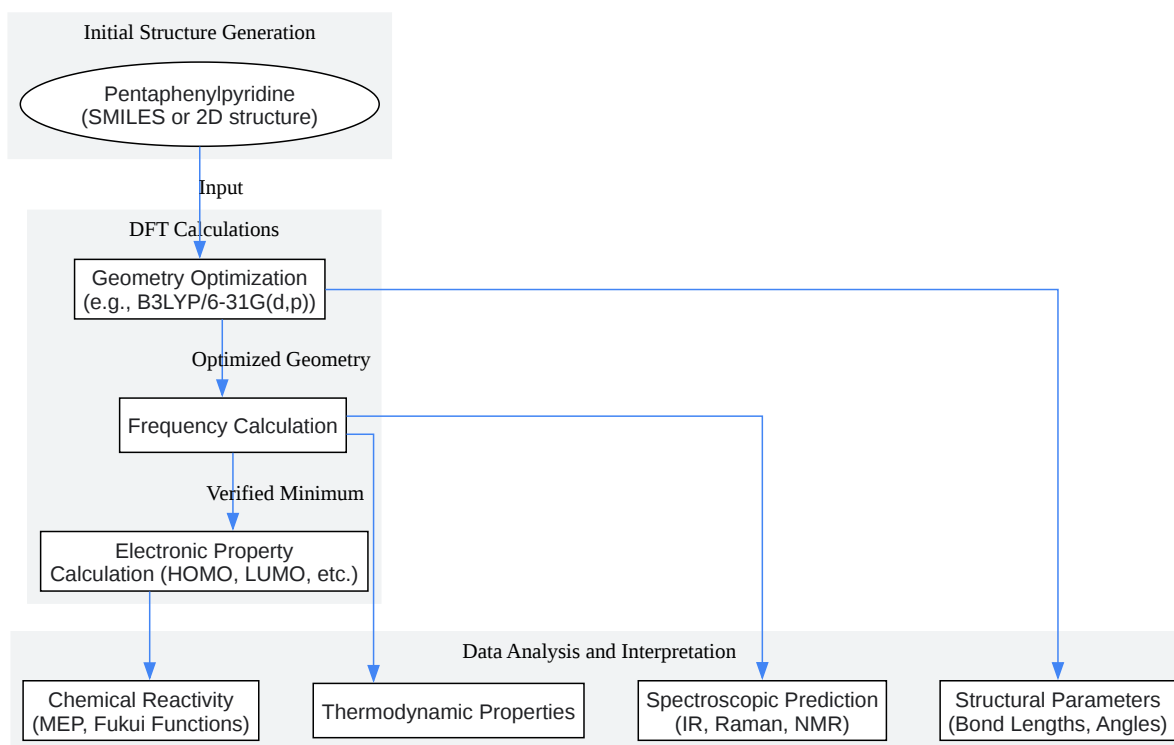 Initial Structure Generation
Pentaphenylpyridine
(SMILES or 2D structure)
Input
DFT Calculations
Geometry Optimization
(e.g., B3LYP/6-31G(d,p))
Optimized Geometry
Frequency Calculation
Verified Minimum
Electronic Property
Calculation (HOMO, LUMO, etc.)
Data Analysis and Interpretation
Chemical Reactivity
(MEP, Fukui Functions)
Thermodynamic Properties
Spectroscopic Prediction
(IR, Raman, NMR)
Structural Parameters
(Bond Lengths, Angles)